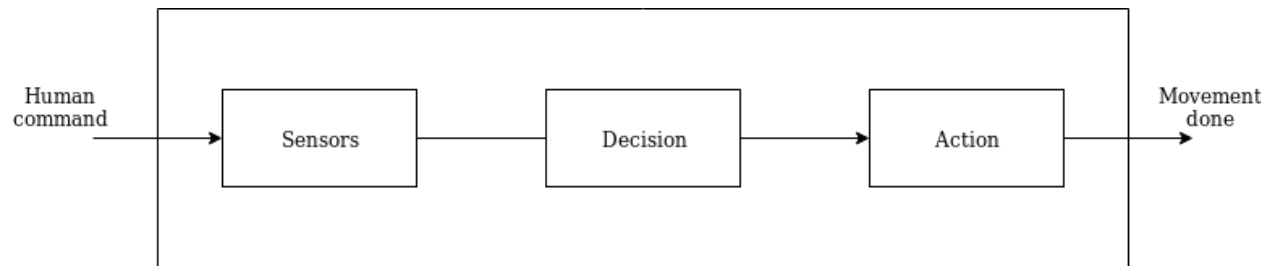 Human
command
Sensors
Decision
Action
Movement
done